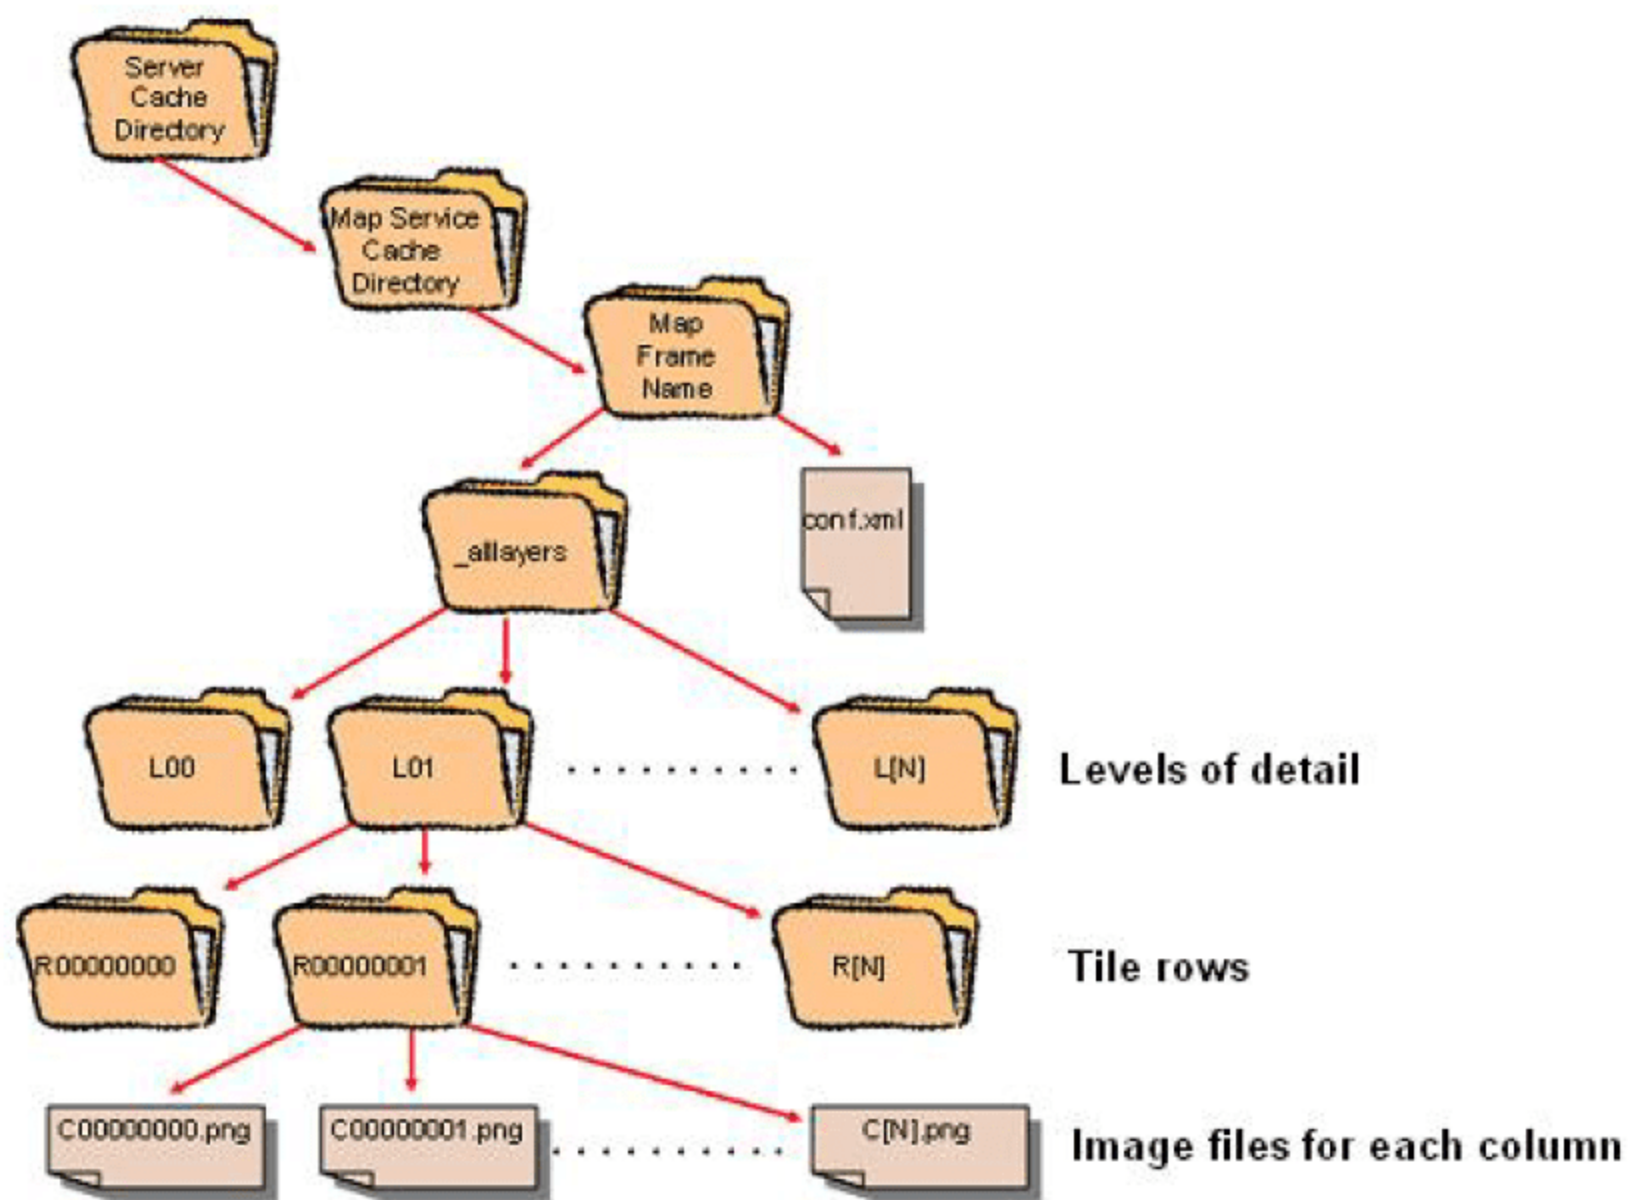 Server
Cache
Directory
Map Service
Cache
Directory
Map
Frame
Name
_alllayers
conf.xml
L00
L01
L[N]
Levels of detail
R00000000
R00000001
R[N]
Tile rows
C00000000.png
C00000001.png
C[N].png
Image files for each column